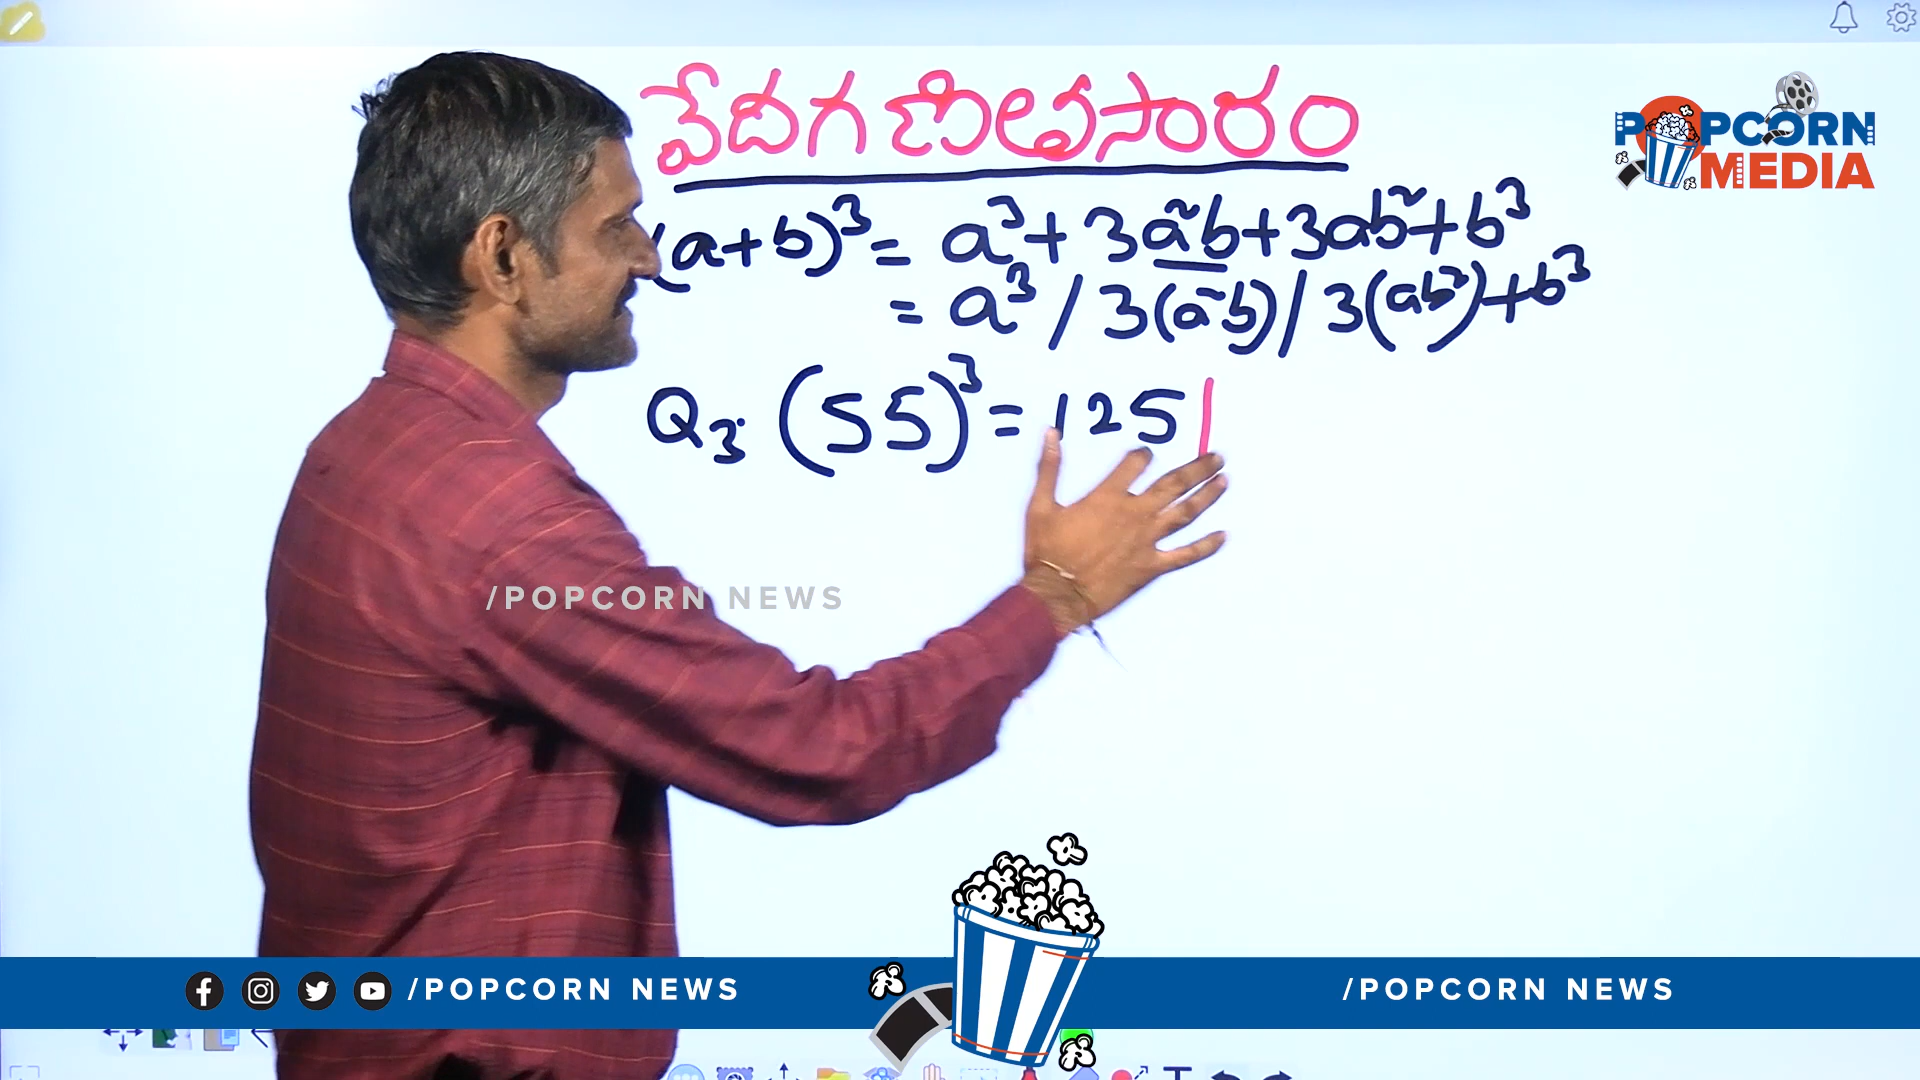 వేదగణితసారం
POPCORN
MEDIA
(a+b)³ = a³ + 3a²b + 3ab² + b³
= a³ / 3(a²b) / 3(ab²) + b³
Q3. (55)³ = 125 |
/POPCORN NEWS
/POPCORN NEWS
/POPCORN NEWS